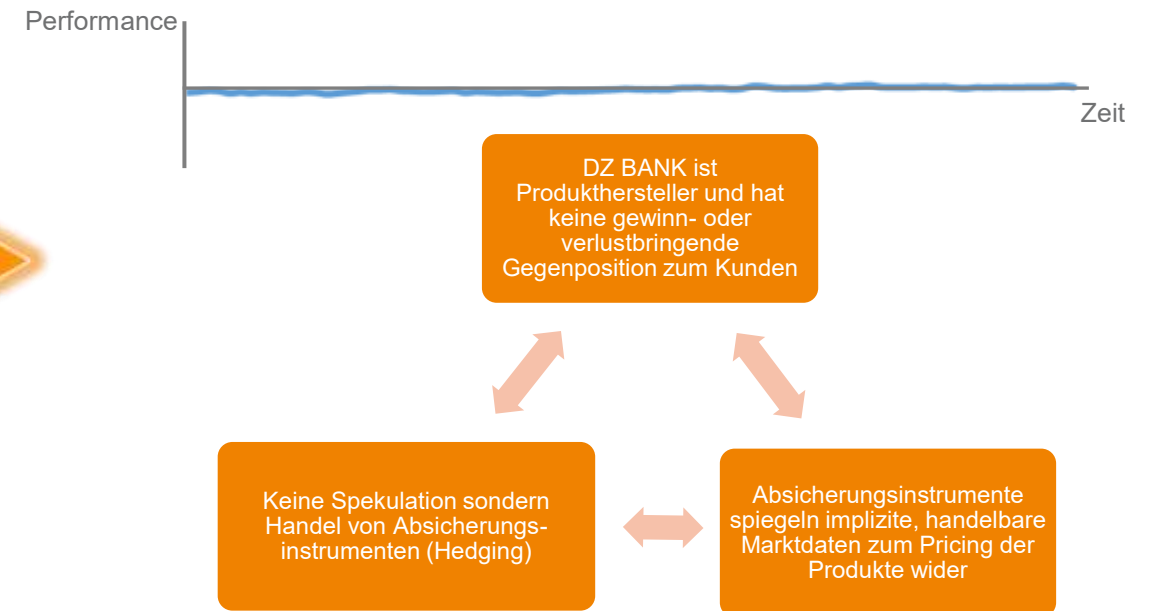 Performance
Zeit
DZ BANK ist
Produkthersteller und hat
keine gewinn- oder
verlustbringende
Gegenposition zum Kunden
Keine Spekulation sondern
Handel von Absicherungs-
instrumenten (Hedging)
Absicherungsinstrumente
spiegeln implizite, handelbare
Marktdaten zum Pricing der
Produkte wider